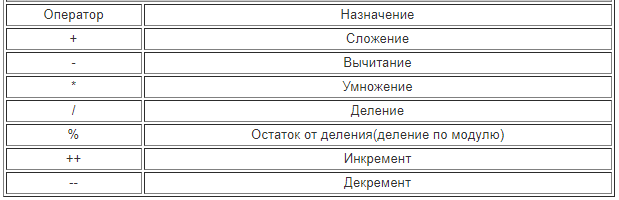 Оператор Назначение
+ Сложение
- Вычитание
* Умножение
/ Деление
% Остаток от деления(деление по модулю)
++ Инкремент
-- Декремент